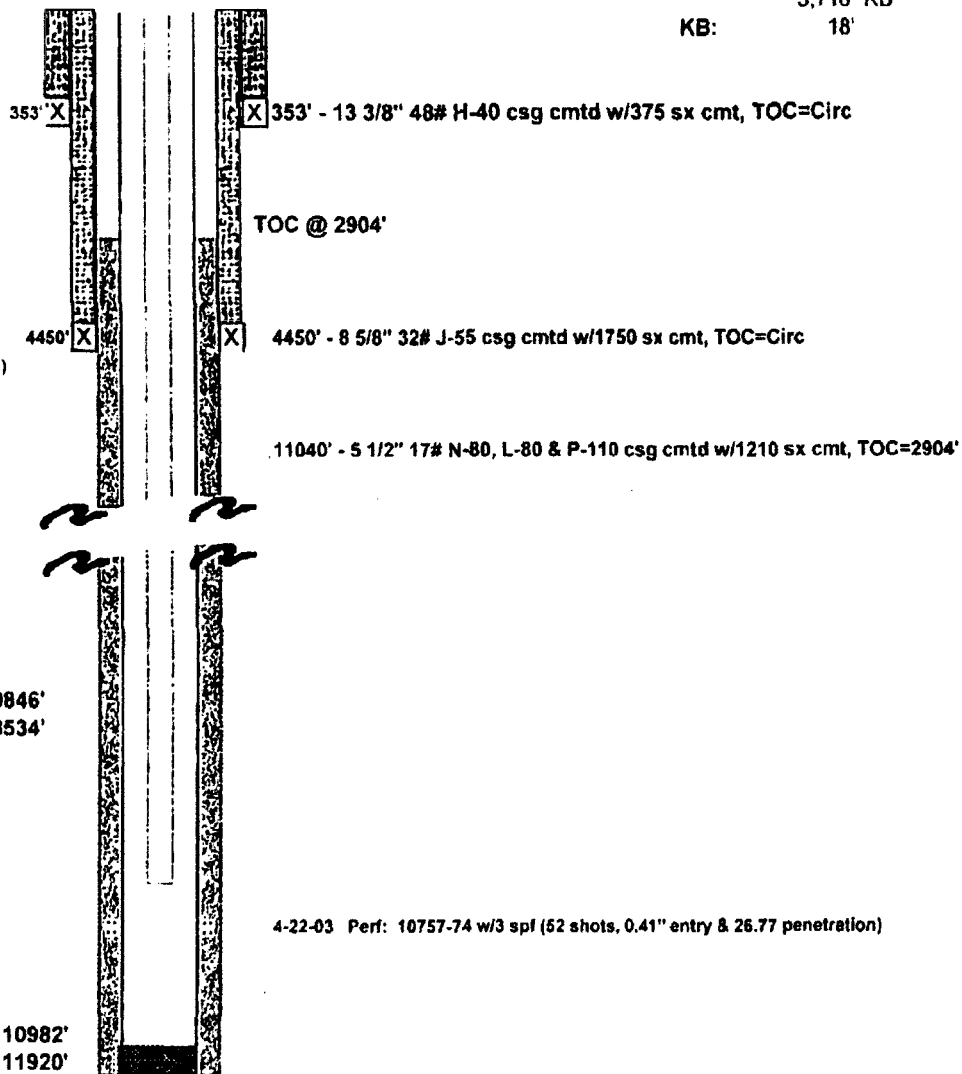 KB:
18'
353' X
X 353' - 13 3/8" 48# H-40 csg cmtd w/375 sx cmt, TOC=Circ
TOC @ 2904'
4450' X
X 4450' - 8 5/8" 32# J-55 csg cmtd w/1750 sx cmt, TOC=Circ
)
11040' - 5 1/2" 17# N-80, L-80 & P-110 csg cmtd w/1210 sx cmt, TOC=2904'
846'
534'
4-22-03 Perf: 10757-74 w/3 spf (52 shots, 0.41" entry & 26.77 penetration)
10982'
11920'